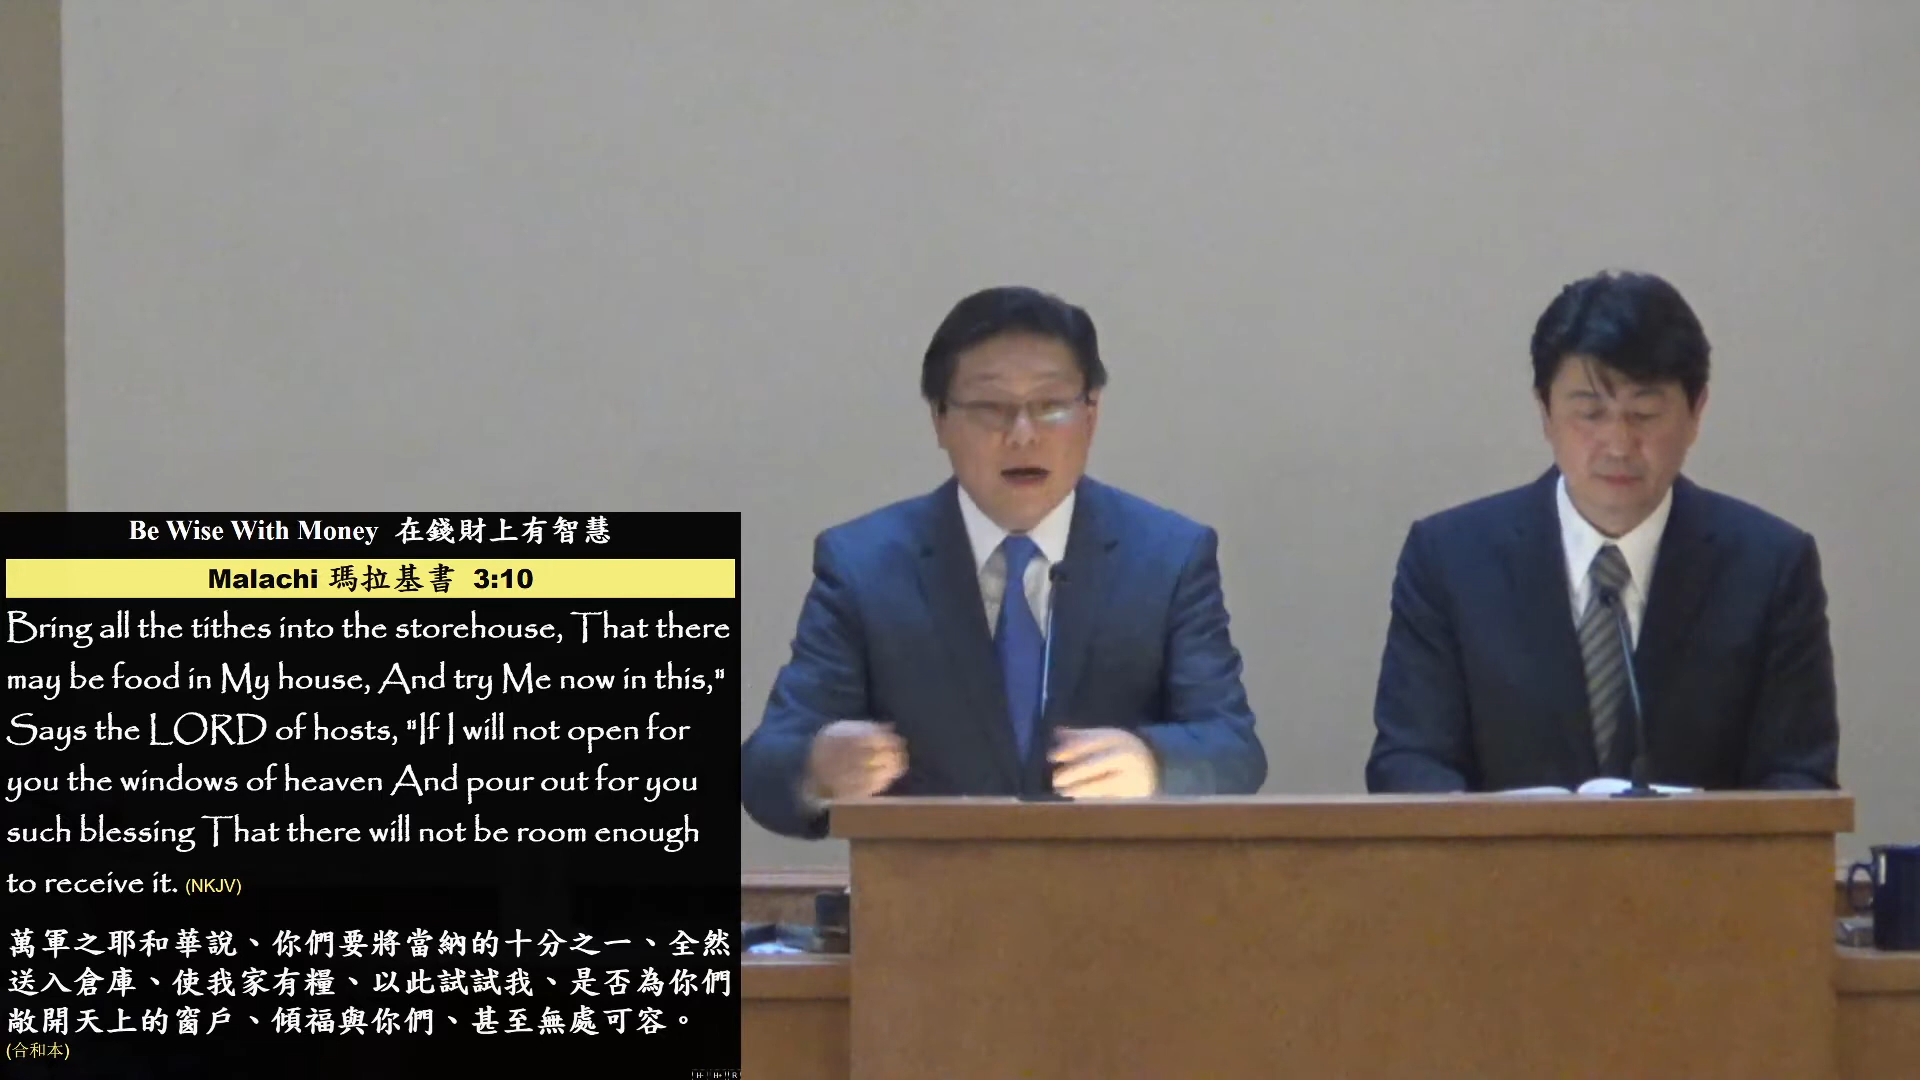 Be Wise With Money 在錢財上有智慧
Malachi 瑪拉基書 3:10
Bring all the tithes into the storehouse, That there
may be food in My house, And try Me now in this,"
Says the LORD of hosts, "If I will not open for
you the windows of heaven And pour out for you
such blessing That there will not be room enough
to receive it. (NKJV)
萬軍之耶和華說、你們要將當納的十分之一、全然
送入倉庫、使我家有糧、以此試試我、是否為你們
敞開天上的窗戶、傾福與你們、甚至無處可容。
(合和本)